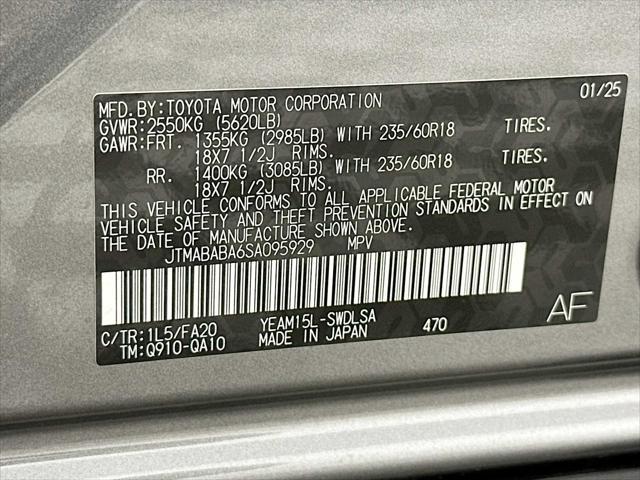 MFD. BY: TOYOTA MOTOR CORPORATION 01/25
GVWR: 2550KG (5620LB)
GAWR: FRT. 1355KG (2985LB) WITH 235/60R18 TIRES.
18X7 1/2J RIMS.
RR. 1400KG (3085LB) WITH 235/60R18 TIRES.
18X7 1/2J RIMS.
THIS VEHICLE CONFORMS TO ALL APPLICABLE FEDERAL MOTOR
VEHICLE SAFETY AND THEFT PREVENTION STANDARDS IN EFFECT ON
THE DATE OF MANUFACTURE SHOWN ABOVE.
JTMABABA6SA095929 MPV
C/TR: 1L5/FA20 YEAM15L-SWDLSA 470 AF
TM: Q910-QA10 MADE IN JAPAN